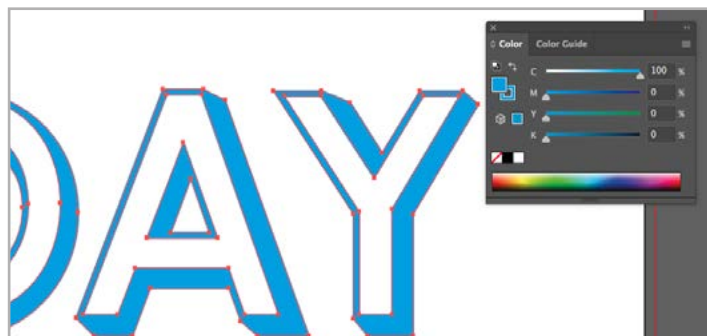 Color Color Guide
C 100 %
M 0 %
Y 0 %
K 0 %
DAY